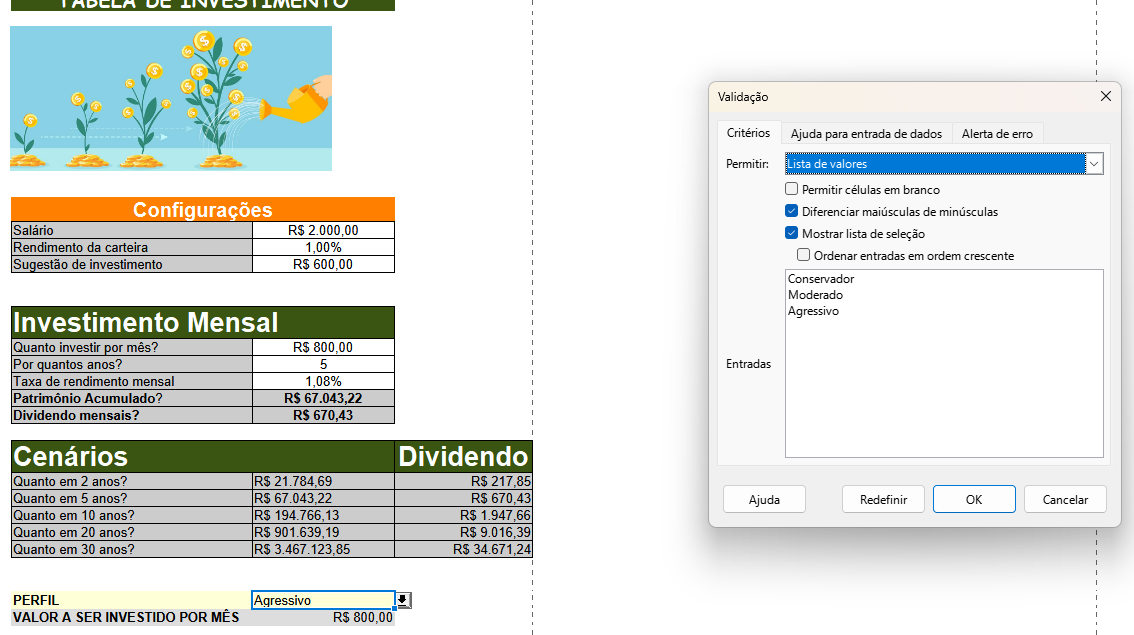 TABELA DE INVESTIMENTO
Configurações
Salário R$ 2.000,00
Rendimento da carteira 1,00%
Sugestão de investimento R$ 600,00
Investimento Mensal
Quanto investir por mês? R$ 800,00
Por quantos anos? 5
Taxa de rendimento mensal 1,08%
Patrimônio Acumulado? R$ 67.043,22
Dividendo mensais? R$ 670,43
Cenários Dividendo
Quanto em 2 anos? R$ 21.784,69 R$ 217,85
Quanto em 5 anos? R$ 67.043,22 R$ 670,43
Quanto em 10 anos? R$ 194.766,13 R$ 1.947,66
Quanto em 20 anos? R$ 901.639,19 R$ 9.016,39
Quanto em 30 anos? R$ 3.467.123,85 R$ 34.671,24
PERFIL Agressivo
VALOR A SER INVESTIDO POR MÊS R$ 800,00
Validação
Critérios Ajuda para entrada de dados Alerta de erro
Permitir: Lista de valores
Permitir células em branco
Diferenciar maiúsculas de minúsculas
Mostrar lista de seleção
Ordenar entradas em ordem crescente
Conservador
Moderado
Agressivo
Entradas
Ajuda Redefinir OK Cancelar